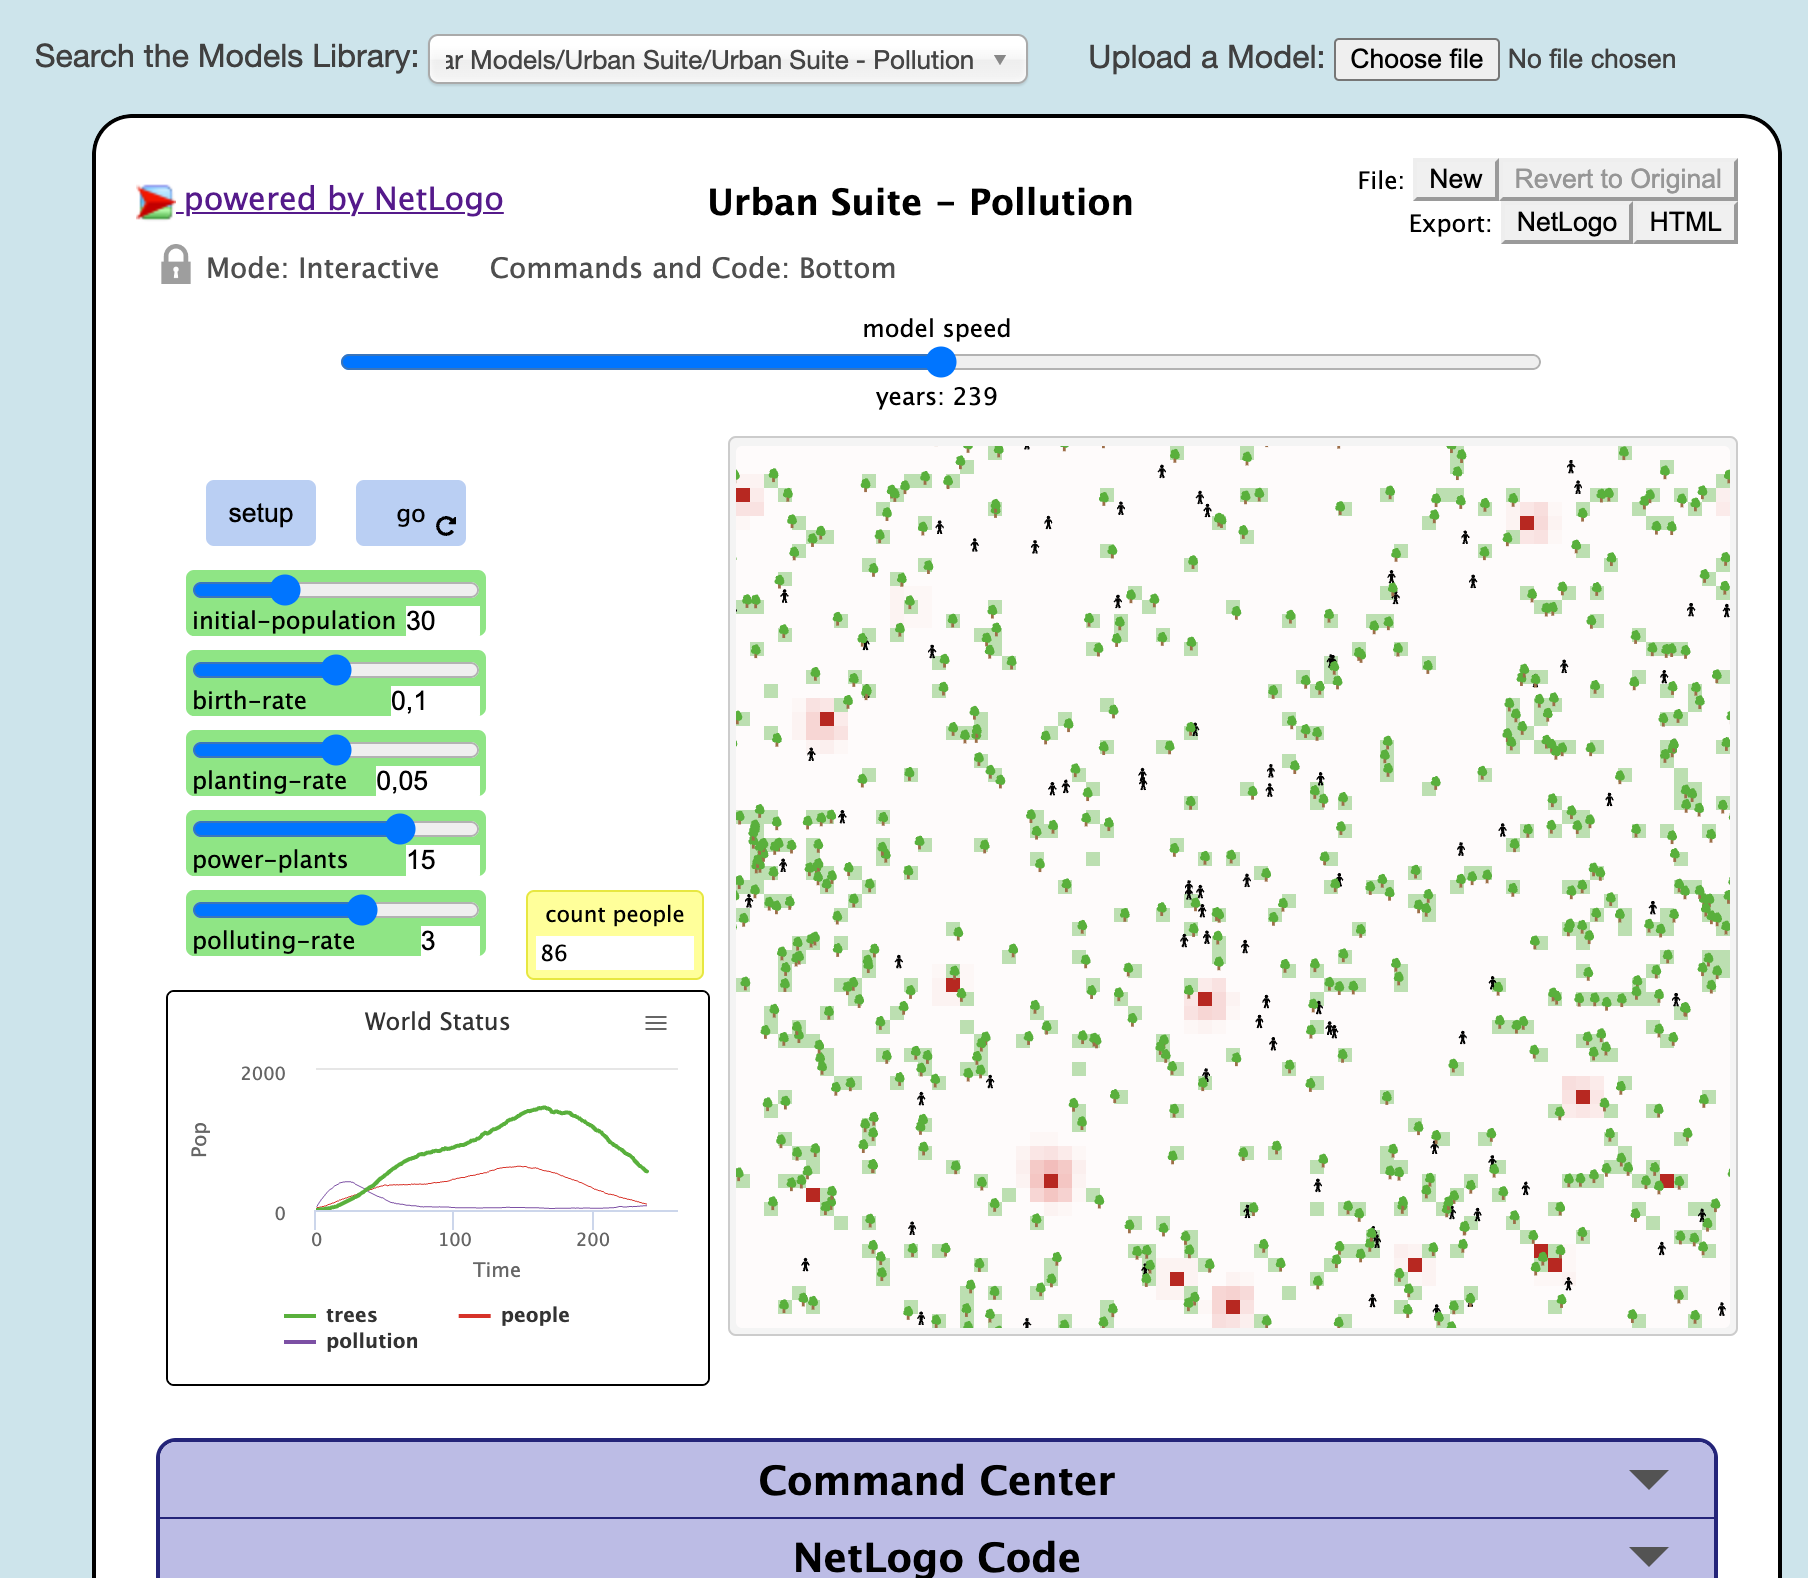 Search the Models Library: ar Models/Urban Suite/Urban Suite - Pollution Upload a Model: Choose file No file chosen
powered by NetLogo
Urban Suite - Pollution
File: New Revert to Original
Export: NetLogo HTML
Mode: Interactive Commands and Code: Bottom
model speed
years: 239
setup go
initial-population 30
birth-rate 0,1
planting-rate 0,05
power-plants 15
polluting-rate 3
count people
86
World Status
Pop
2000
0
0 100 200
Time
trees people
pollution
Command Center
NetLogo Code